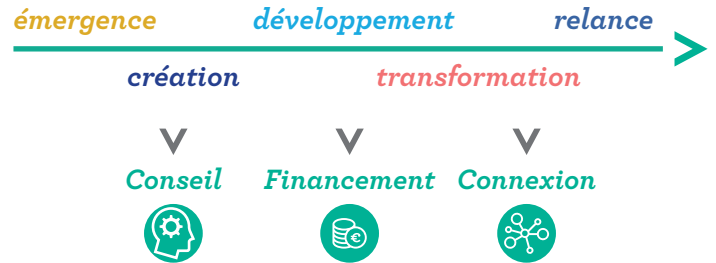 émergence développement relance
création transformation
Conseil Financement Connexion
€